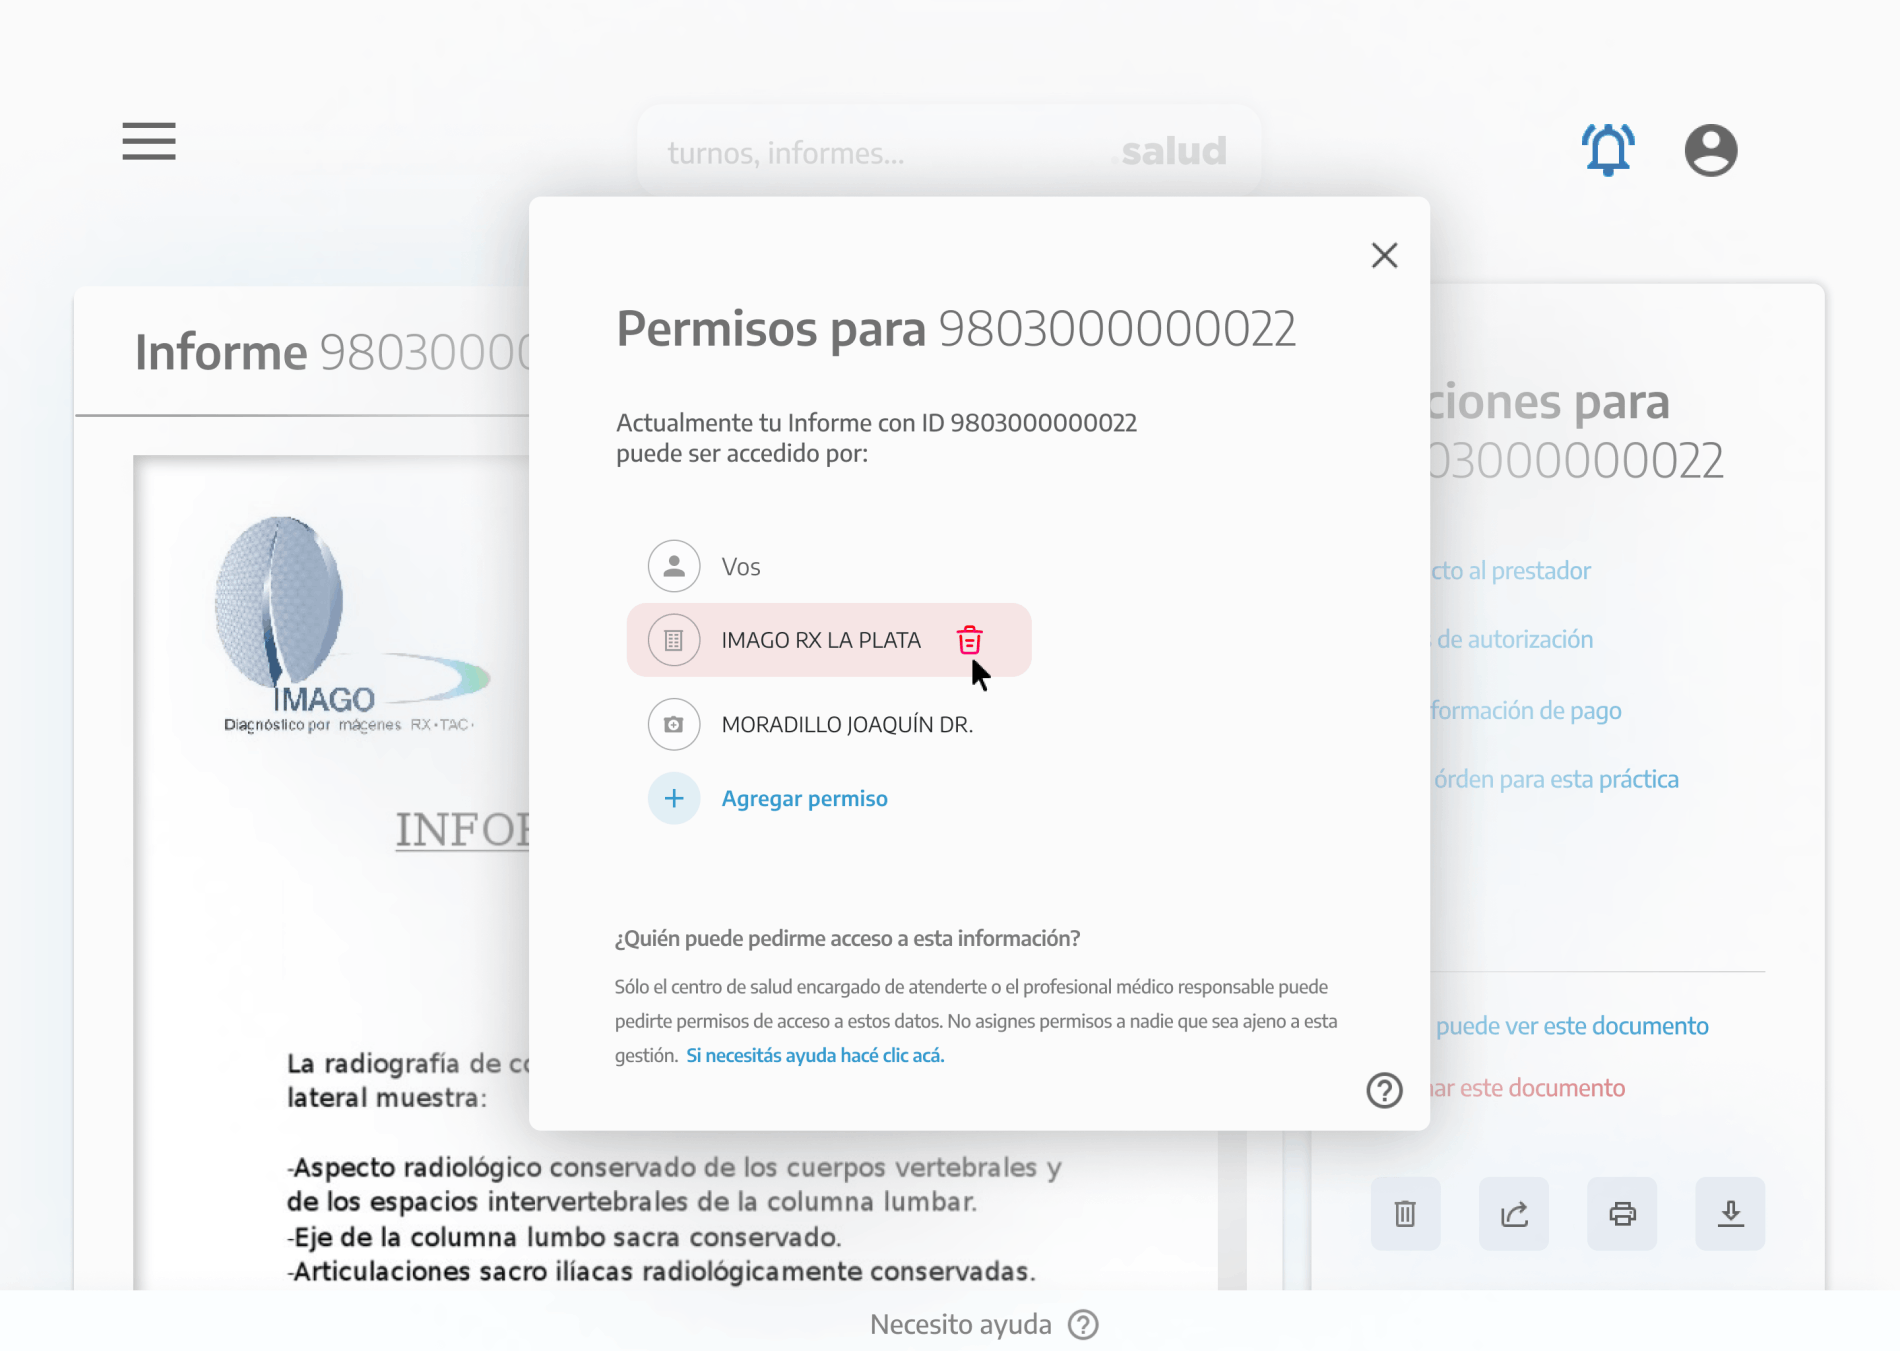 turnos, informes...
.salud
Informe 980300000
Permisos para 9803000000022
Actualmente tu Informe con ID 9803000000022
puede ser accedido por:
Vos
IMAGO RX LA PLATA
MORADILLO JOAQUÍN DR.
Agregar permiso
¿Quién puede pedirme acceso a esta información?
Sólo el centro de salud encargado de atenderte o el profesional médico responsable puede
pedirte permisos de acceso a estos datos. No asignes permisos a nadie que sea ajeno a esta
gestión. Si necesitás ayuda hacé clic acá.
IMAGO
Diagnóstico por mágenes RX·TAC·
INFOR
La radiografía de co
lateral muestra:
-Aspecto radiológico conservado de los cuerpos vertebrales y
de los espacios intervertebrales de la columna lumbar.
-Eje de la columna lumbo sacra conservado.
-Articulaciones sacro ilíacas radiológicamente conservadas.
ciones para
03000000022
cto al prestador
de autorización
formación de pago
órden para esta práctica
puede ver este documento
nar este documento
Necesito ayuda